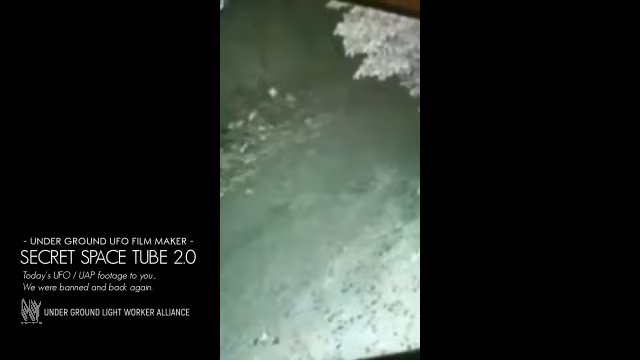 - UNDER GROUND UFO FILM MAKER -
SECRET SPACE TUBE 2.0
Today's UFO / UAP footage to you...
We were banned and back again.
UNDER GROUND LIGHT WORKER ALLIANCE